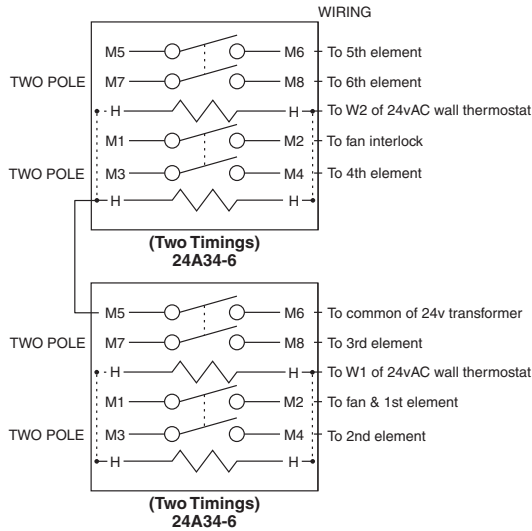 WIRING
M5 M6 To 5th element
TWO POLE M7 M8 To 6th element
H H To W2 of 24vAC wall thermostat
M1 M2 To fan interlock
TWO POLE M3 M4 To 4th element
H H
(Two Timings)
24A34-6
M5 M6 To common of 24v transformer
TWO POLE M7 M8 To 3rd element
H H To W1 of 24vAC wall thermostat
M1 M2 To fan & 1st element
TWO POLE M3 M4 To 2nd element
H H
(Two Timings)
24A34-6